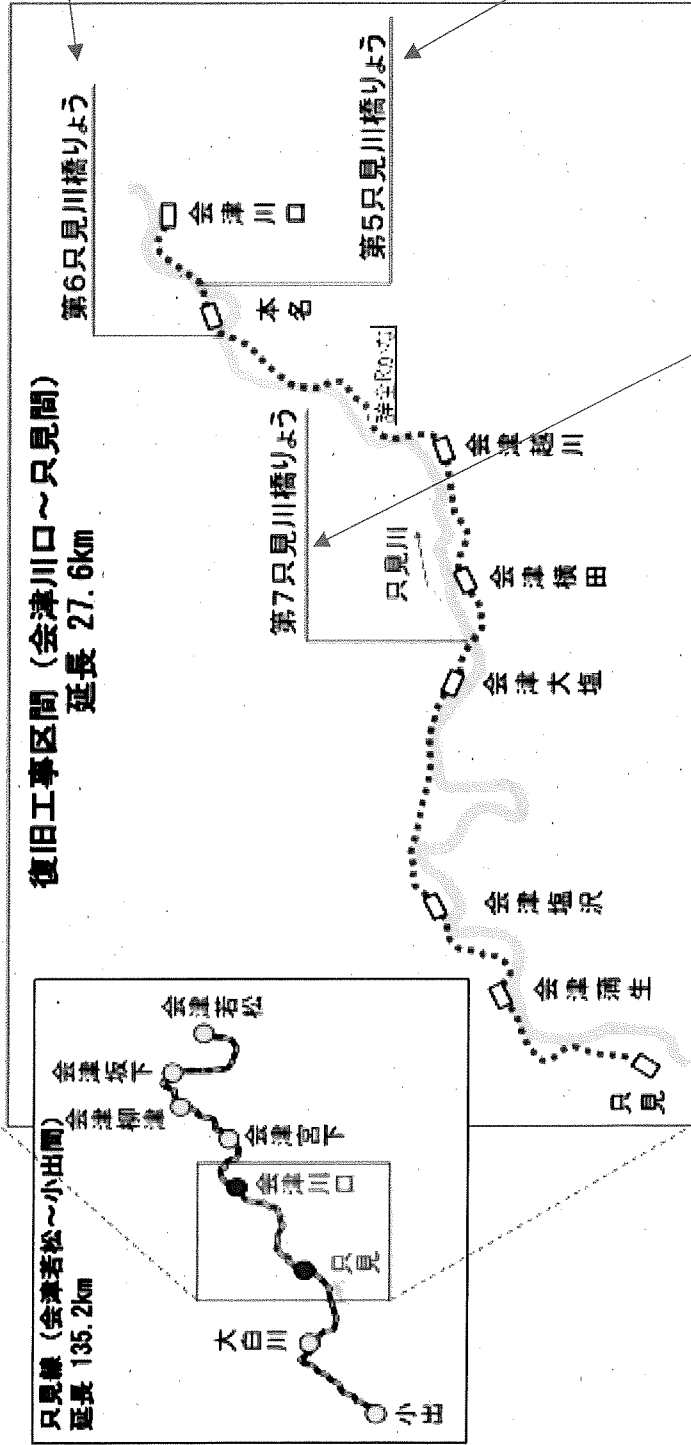 只見線（会津若松～小出間）
延長 135.2km
会津若松
会津坂下
会津柳津
会津宮下
会津川口
只見
大白川
小出
復旧工事区間（会津川口～只見間）
延長 27.6km
第6只見川橋りょう
第5只見川橋りょう
第7只見川橋りょう
会津川口
本名
会津越川
只見川
会津横田
会津大塩
会津塩沢
会津蒲生
只見